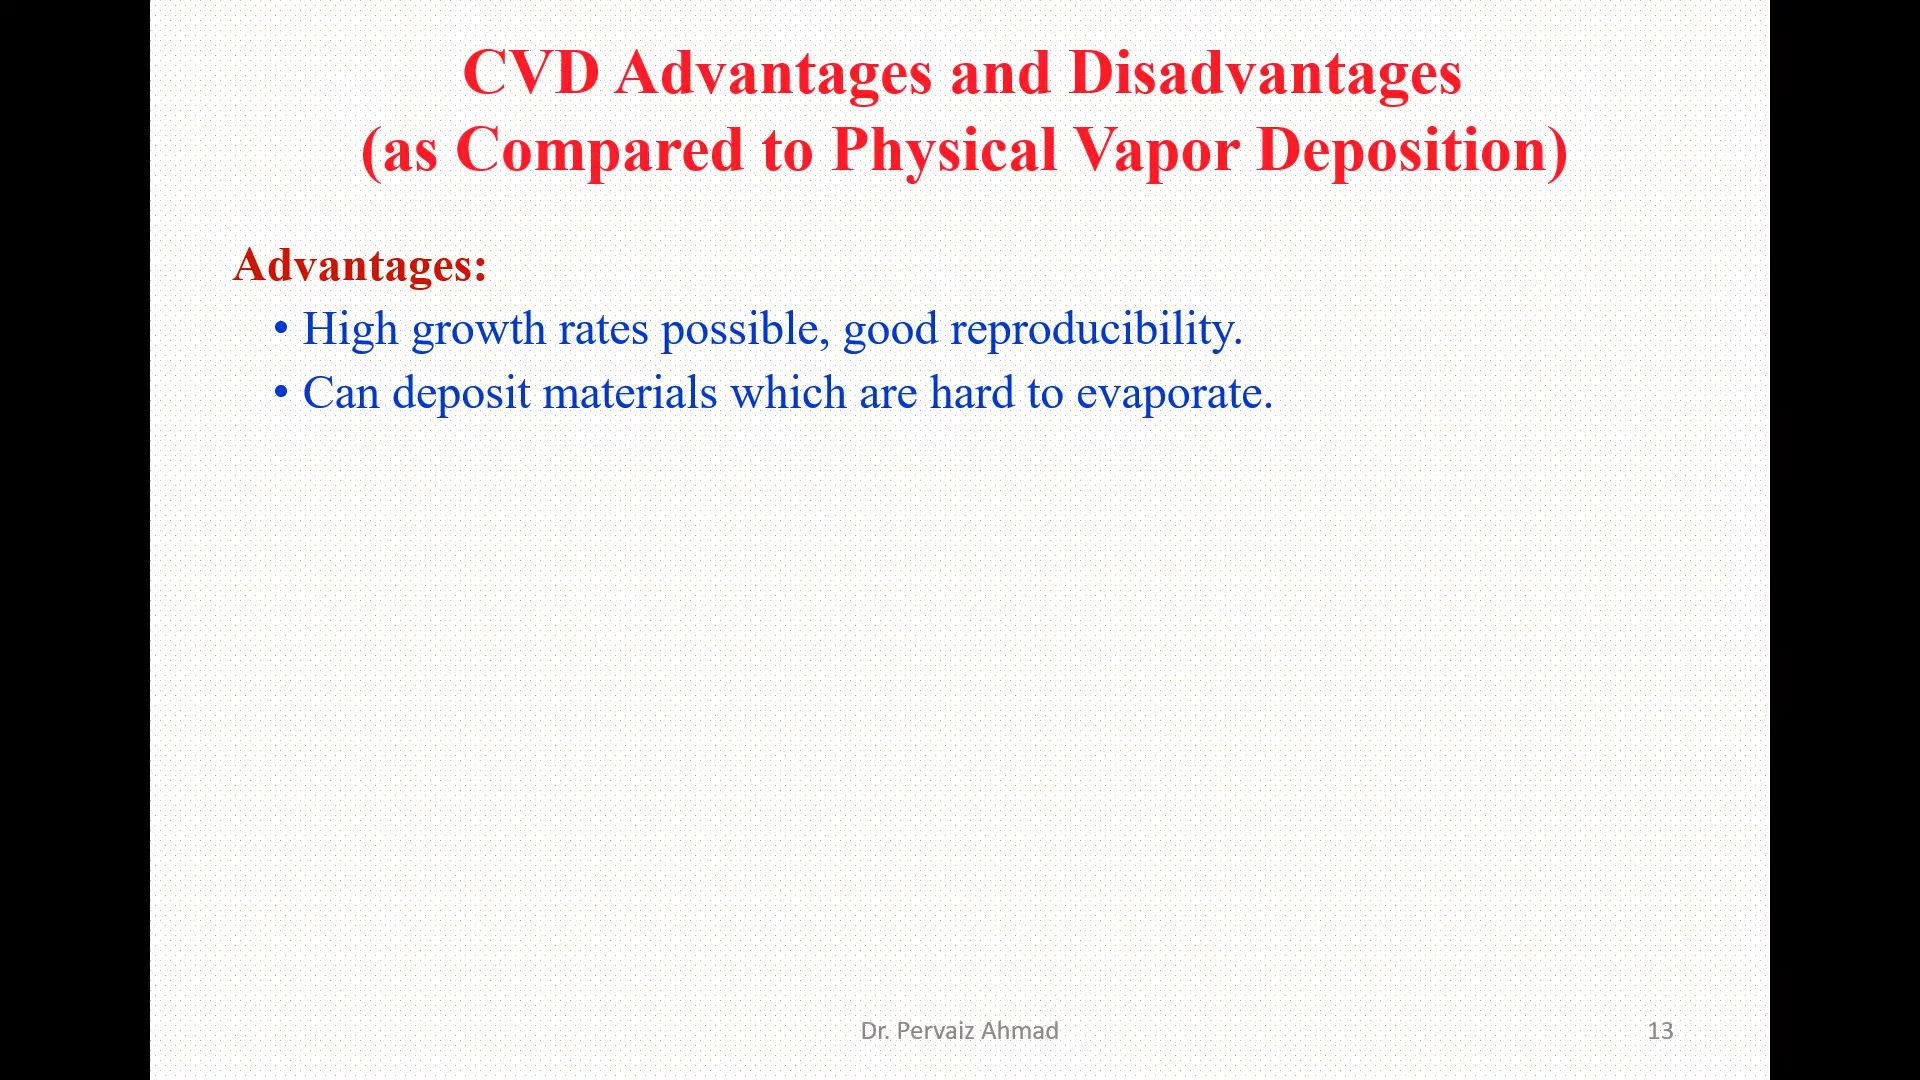 CVD Advantages and Disadvantages
(as Compared to Physical Vapor Deposition)
Advantages:
• High growth rates possible, good reproducibility.
• Can deposit materials which are hard to evaporate.
Dr. Pervaiz Ahmad
13